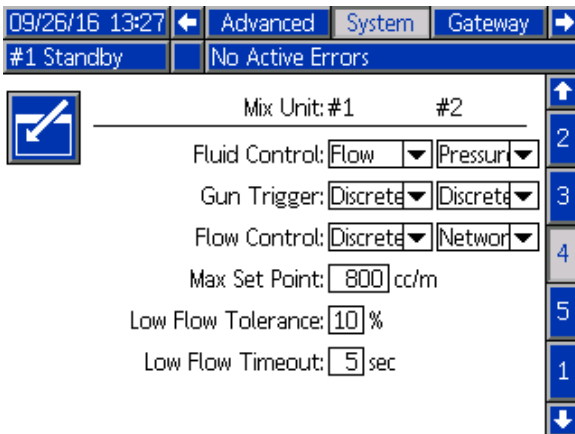 09/26/16 13:27 Advanced System Gateway
#1 Standby No Active Errors
Mix Unit: #1 #2
Fluid Control: Flow Pressur
Gun Trigger: Discrete Discrete
Flow Control: Discrete Networ
Max Set Point: 800 cc/m
Low Flow Tolerance: 10 %
Low Flow Timeout: 5 sec
2
3
4
5
1